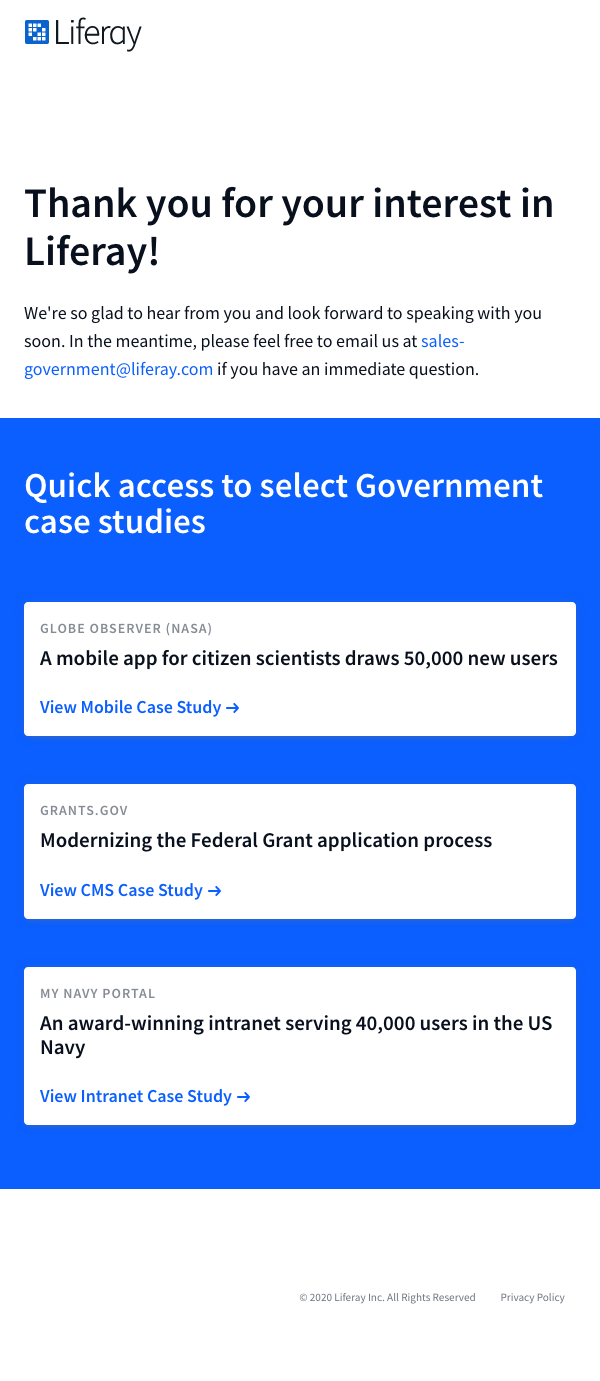 Liferay
Thank you for your interest in
Liferay!
We're so glad to hear from you and look forward to speaking with you
soon. In the meantime, please feel free to email us at sales-
government@liferay.com if you have an immediate question.
Quick access to select Government
case studies
GLOBE OBSERVER (NASA)
A mobile app for citizen scientists draws 50,000 new users
View Mobile Case Study →
GRANTS.GOV
Modernizing the Federal Grant application process
View CMS Case Study →
MY NAVY PORTAL
An award-winning intranet serving 40,000 users in the US
Navy
View Intranet Case Study →
© 2020 Liferay Inc. All Rights Reserved Privacy Policy